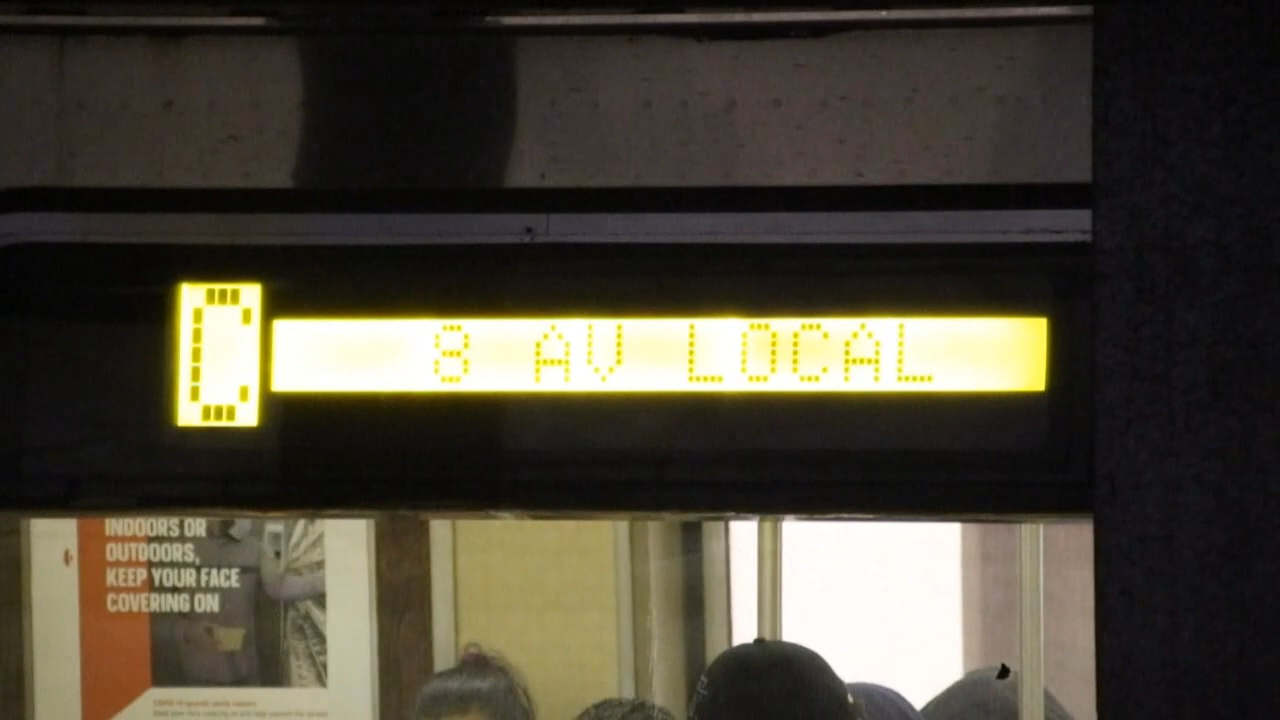 C
8 AV LOCAL
INDOORS OR
OUTDOORS,
KEEP YOUR FACE
COVERING ON